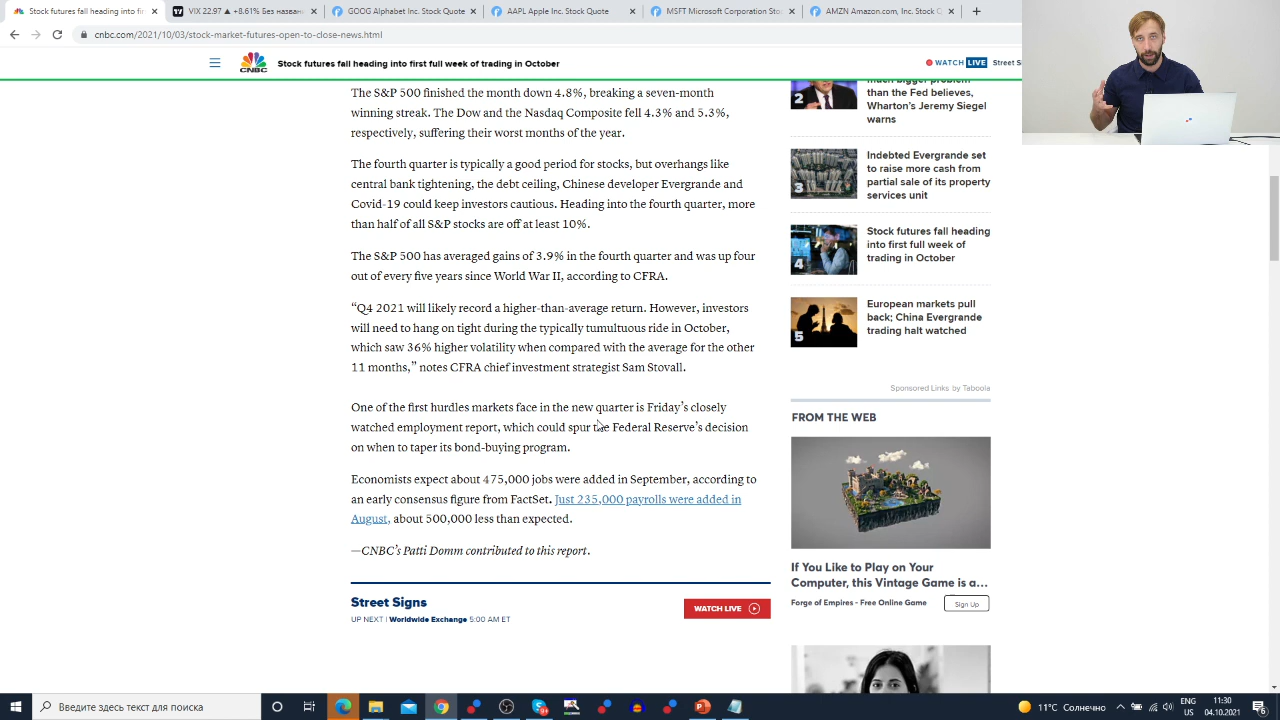 Stock futures fall heading into fir
VIX 22.97 ▲ +8.61% Без назван
GOOG Alphabet Inc. Stock Quote
AAPL Apple Inc. Stock Quote
MSFT Microsoft Corporation Sto
AMZN Amazon.com, Inc. C
cnbc.com/2021/10/03/stock-market-futures-open-to-close-news.html
CNBC
Stock futures fall heading into first full week of trading in October
WATCH LIVE
Street S
The S&P 500 finished the month down 4.8%, breaking a seven-month
winning streak. The Dow and the Nasdaq Composite fell 4.3% and 5.3%,
respectively, suffering their worst months of the year.
The fourth quarter is typically a good period for stocks, but overhangs like
central bank tightening, the debt ceiling, Chinese developer Evergrande and
Covid-19 could keep investors cautious. Heading into the fourth quarter, more
than half of all S&P stocks are off at least 10%.
The S&P 500 has averaged gains of 3.9% in the fourth quarter and was up four
out of every five years since World War II, according to CFRA.
“Q4 2021 will likely record a higher-than-average return. However, investors
will need to hang on tight during the typically tumultuous ride in October,
which saw 36% higher volatility when compared with the average for the other
11 months,” notes CFRA chief investment strategist Sam Stovall.
One of the first hurdles markets face in the new quarter is Friday’s closely
watched employment report, which could spur the Federal Reserve’s decision
on when to taper its bond-buying program.
Economists expect about 475,000 jobs were added in September, according to
an early consensus figure from FactSet. Just 235,000 payrolls were added in
August, about 500,000 less than expected.
—CNBC’s Patti Domm contributed to this report.
Street Signs
UP NEXT | Worldwide Exchange 5:00 AM ET
WATCH LIVE
2
much bigger problem
than the Fed believes,
Wharton’s Jeremy Siegel
warns
3
Indebted Evergrande set
to raise more cash from
partial sale of its property
services unit
4
Stock futures fall heading
into first full week of
trading in October
5
European markets pull
back; China Evergrande
trading halt watched
Sponsored Links by Taboola
FROM THE WEB
If You Like to Play on Your
Computer, this Vintage Game is a…
Forge of Empires - Free Online Game
Sign Up
Введите здесь текст для поиска
11°C Солнечно
ENG
US
11:30
04.10.2021